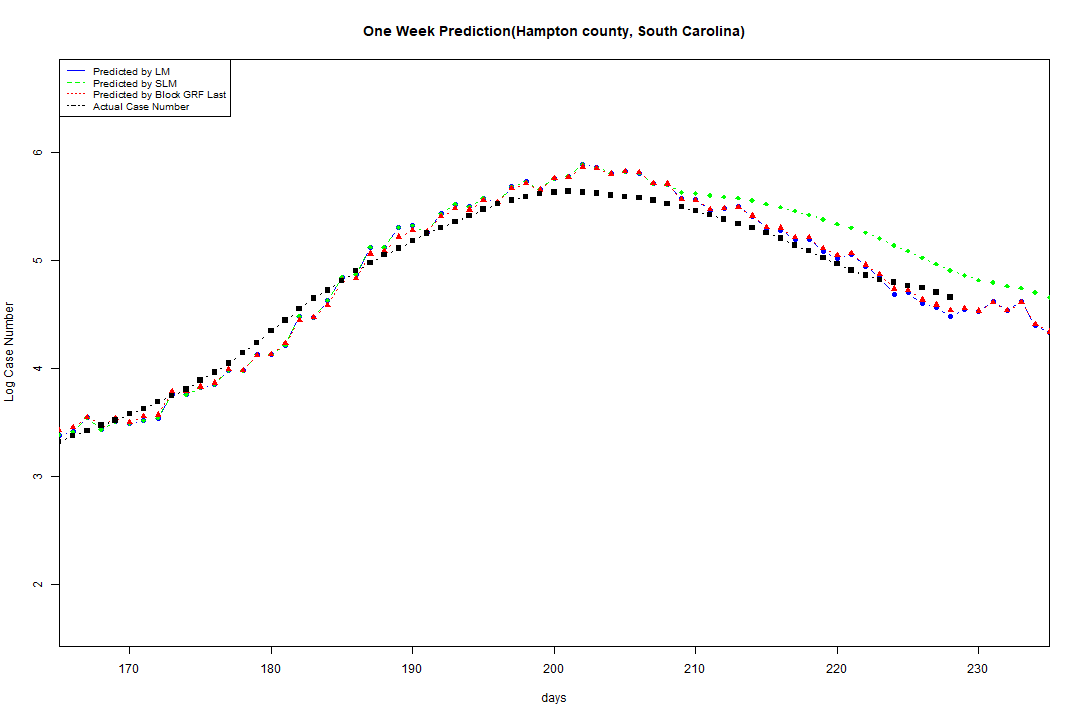 One Week Prediction(Hampton county, South Carolina)
Predicted by LM
Predicted by SLM
Predicted by Block GRF Last
Actual Case Number
6
5
4
3
2
Log Case Number
170 180 190 200 210 220 230
days